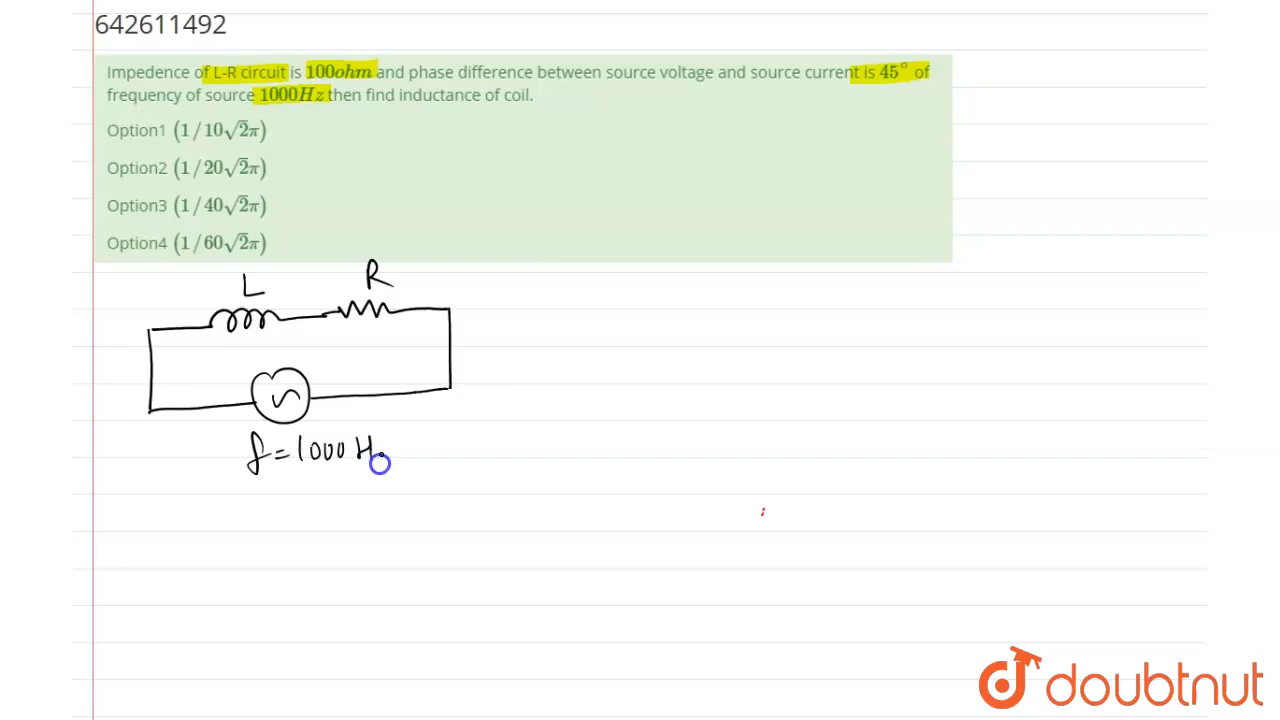 642611492
Impedence of L-R circuit is 100ohm and phase difference between source voltage and source current is 45° of
frequency of source 1000Hz then find inductance of coil.
Option1 (1/10√2π)
Option2 (1/20√2π)
Option3 (1/40√2π)
Option4 (1/60√2π)
L
R
f = 1000 H
doubtnut